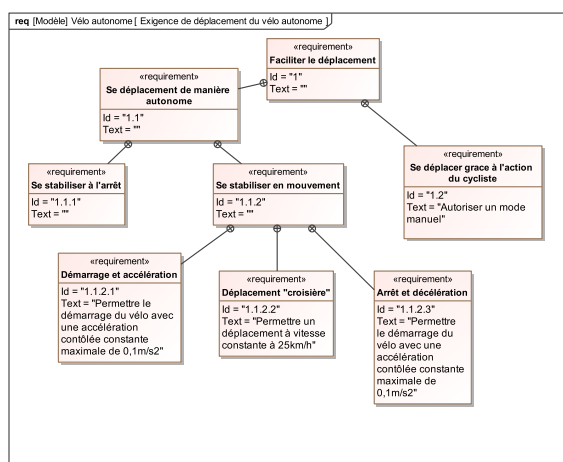 req [Modèle] Vélo autonome [ Exigence de déplacement du vélo autonome ]
«requirement»
Faciliter le déplacement
Id = "1"
Text = ""
«requirement»
Se déplacement de manière
autonome
Id = "1.1"
Text = ""
«requirement»
Se déplacer grace à l'action
du cycliste
Id = "1.2"
Text = "Autoriser un mode
manuel"
«requirement»
Se stabiliser à l'arrêt
Id = "1.1.1"
Text = ""
«requirement»
Se stabiliser en mouvement
Id = "1.1.2"
Text = ""
«requirement»
Démarrage et accélération
Id = "1.1.2.1"
Text = "Permettre le
démarrage du vélo avec
une accélération
contôlée constante
maximale de 0,1m/s2"
«requirement»
Déplacement "croisière"
Id = "1.1.2.2"
Text = "Permettre un
déplacement à vitesse
constante à 25km/h"
«requirement»
Arrêt et décélération
Id = "1.1.2.3"
Text = "Permettre
le démarrage du
vélo avec une
accélération
contôlée constante
maximale de
0,1m/s2"